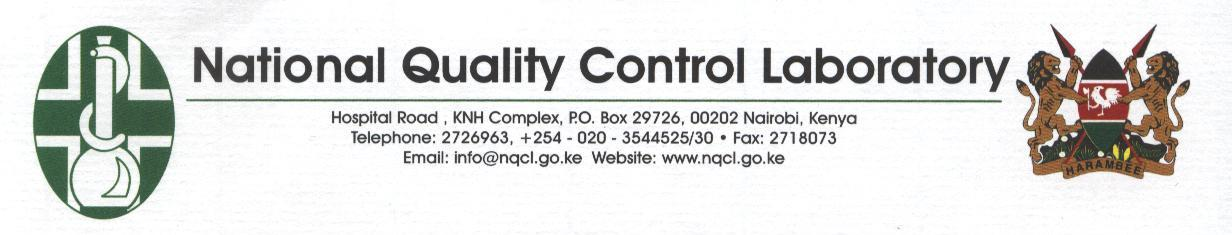 National Quality Control Laboratory
Hospital Road , KNH Complex, P.O. Box 29726, 00202 Nairobi, Kenya
Telephone: 2726963, +254 - 020 - 3544525/30 • Fax: 2718073
Email: info@nqcl.go.ke Website: www.nqcl.go.ke
HARAMBEE